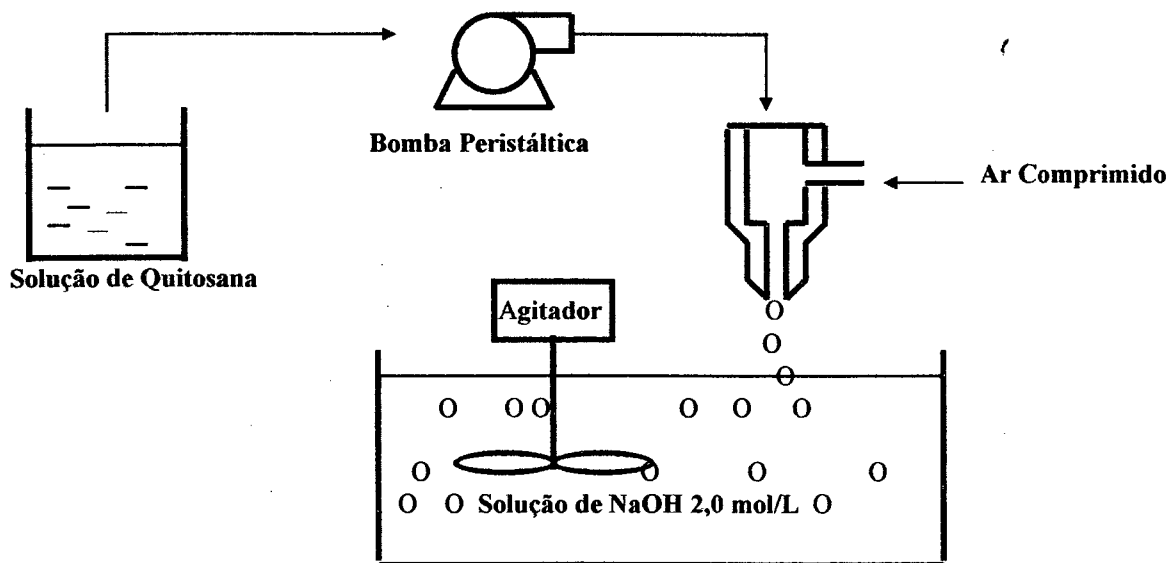 Bomba Peristáltica
Ar Comprimido
Solução de Quitosana
Agitador
O
O
O
O O O O O O
O O O O
O O Solução de NaOH 2,0 mol/L O